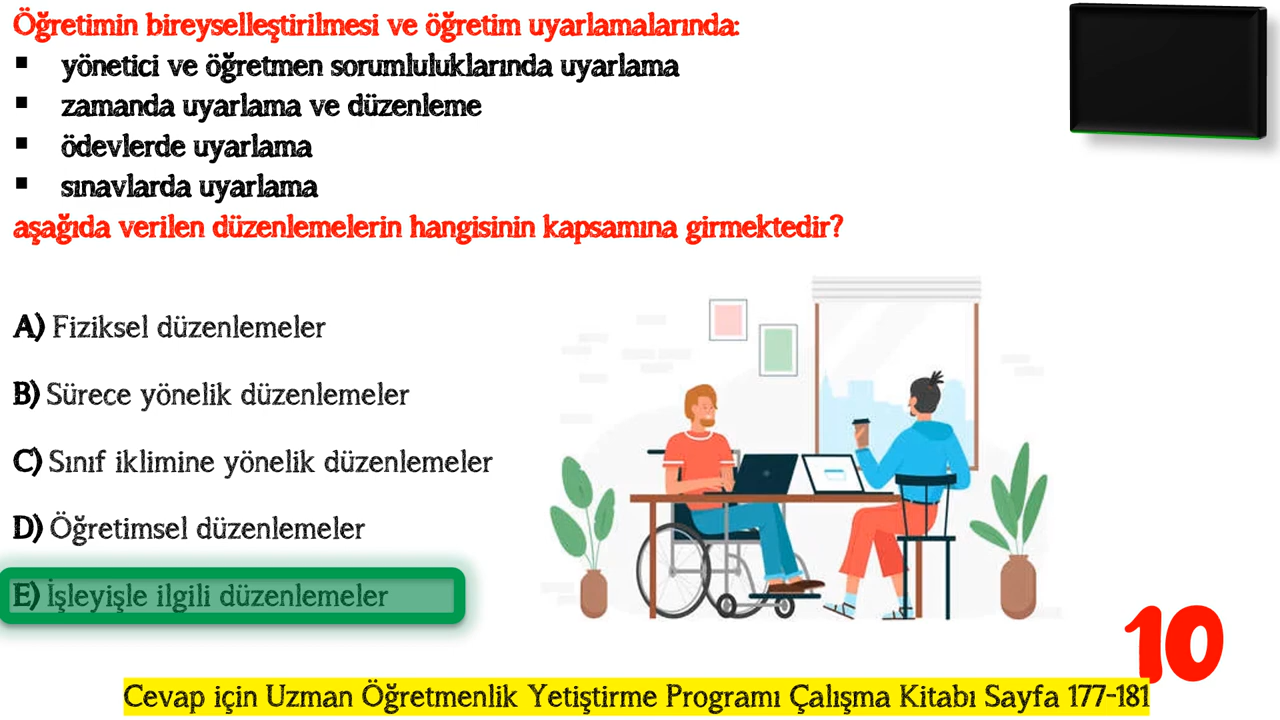 Öğretimin bireyselleştirilmesi ve öğretim uyarlamalarında:
▪ yönetici ve öğretmen sorumluluklarında uyarlama
▪ zamanda uyarlama ve düzenleme
▪ ödevlerde uyarlama
▪ sınavlarda uyarlama
aşağıda verilen düzenlemelerin hangisinin kapsamına girmektedir?
A) Fiziksel düzenlemeler
B) Sürece yönelik düzenlemeler
C) Sınıf iklimine yönelik düzenlemeler
D) Öğretimsel düzenlemeler
E) İşleyişle ilgili düzenlemeler
10
Cevap için Uzman Öğretmenlik Yetiştirme Programı Çalışma Kitabı Sayfa 177-181